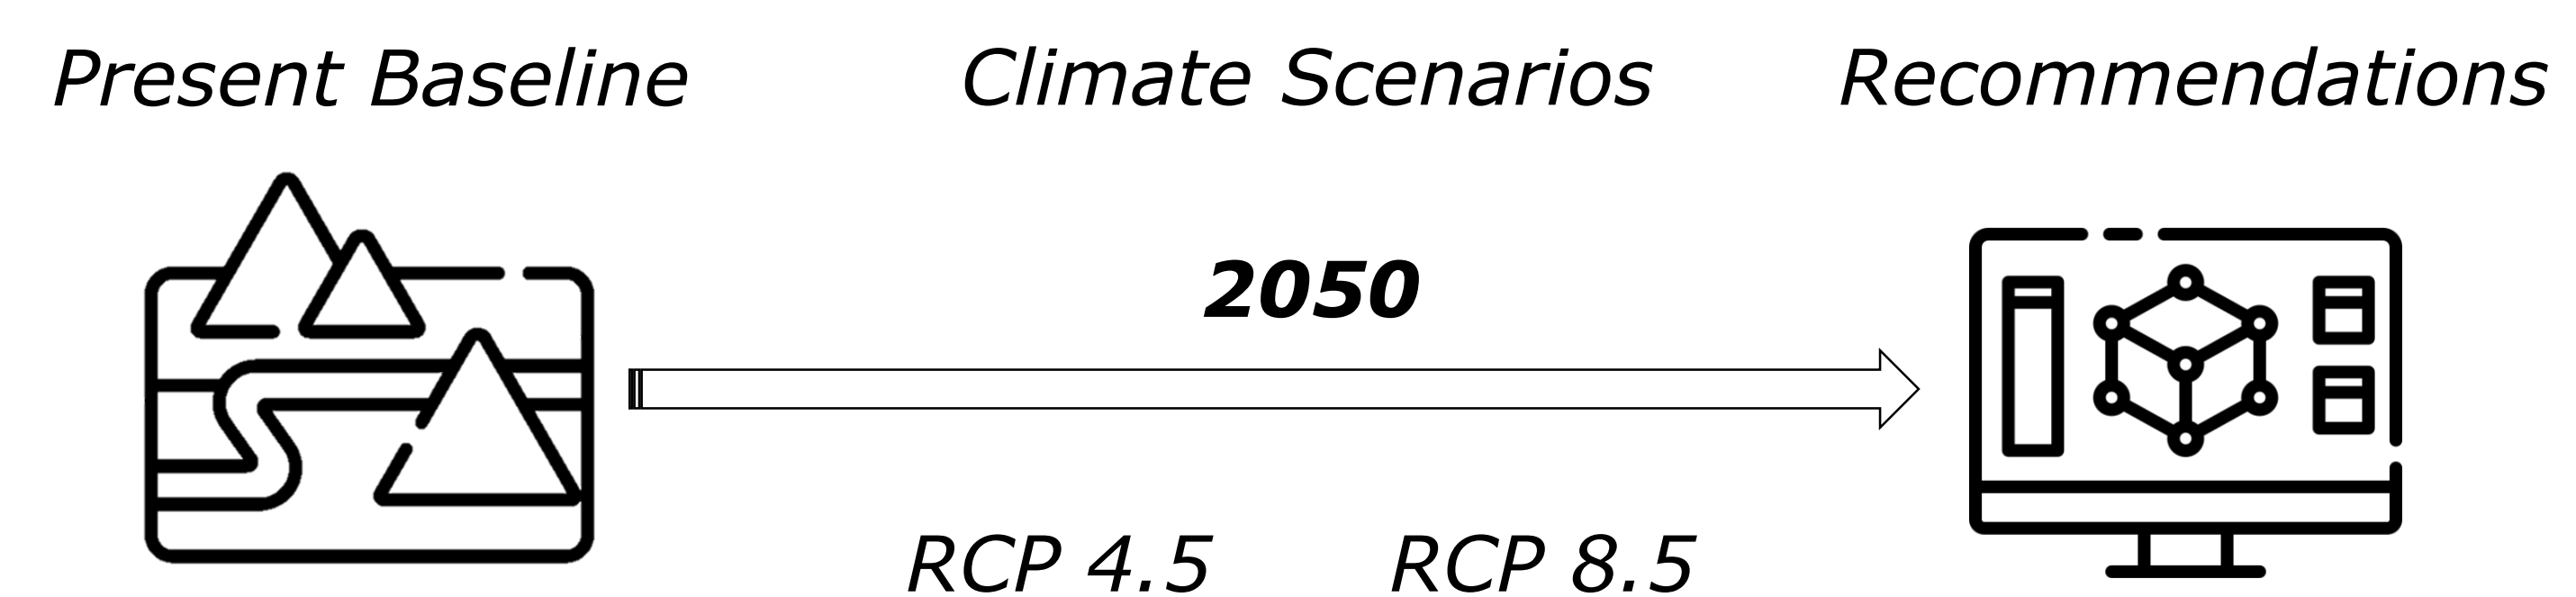 Present Baseline
Climate Scenarios
Recommendations
2050
RCP 4.5
RCP 8.5